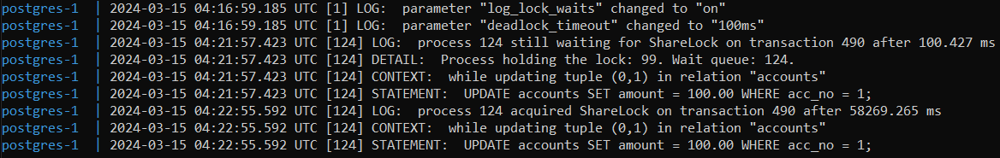 postgres-1  | 2024-03-15 04:16:59.185 UTC [1] LOG:  parameter "log_lock_waits" changed to "on"
postgres-1  | 2024-03-15 04:16:59.185 UTC [1] LOG:  parameter "deadlock_timeout" changed to "100ms"
postgres-1  | 2024-03-15 04:21:57.423 UTC [124] LOG:  process 124 still waiting for ShareLock on transaction 490 after 100.427 ms
postgres-1  | 2024-03-15 04:21:57.423 UTC [124] DETAIL:  Process holding the lock: 99. Wait queue: 124.
postgres-1  | 2024-03-15 04:21:57.423 UTC [124] CONTEXT:  while updating tuple (0,1) in relation "accounts"
postgres-1  | 2024-03-15 04:21:57.423 UTC [124] STATEMENT:  UPDATE accounts SET amount = 100.00 WHERE acc_no = 1;
postgres-1  | 2024-03-15 04:22:55.592 UTC [124] LOG:  process 124 acquired ShareLock on transaction 490 after 58269.265 ms
postgres-1  | 2024-03-15 04:22:55.592 UTC [124] CONTEXT:  while updating tuple (0,1) in relation "accounts"
postgres-1  | 2024-03-15 04:22:55.592 UTC [124] STATEMENT:  UPDATE accounts SET amount = 100.00 WHERE acc_no = 1;